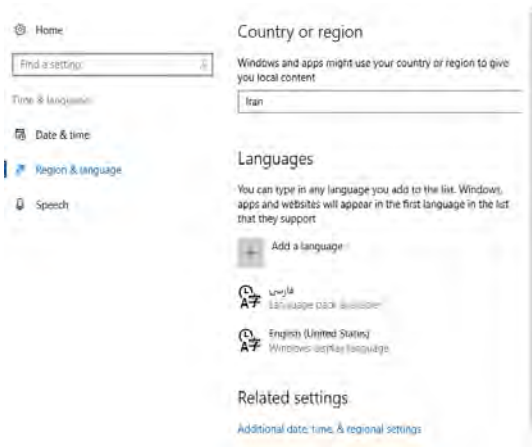 Home
Find a setting
Time & language
Date & time
Region & language
Speech
Country or region
Windows and apps might use your country or region to give
you local content
Iran
Languages
You can type in any language you add to the list. Windows,
apps and websites will appear in the first language in the list
that they support
Add a language
فارسی
Language pack available
English (United States)
Windows display language
Related settings
Additional date, time, & regional settings